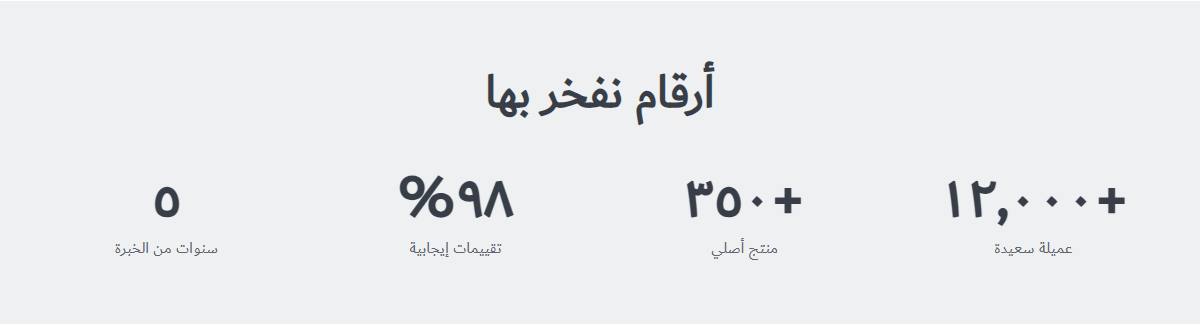 أرقام نفخر بها
+١٢,٠٠٠
عميلة سعيدة
+٣٥٠
منتج أصلي
٩٨%
تقييمات إيجابية
٥
سنوات من الخبرة